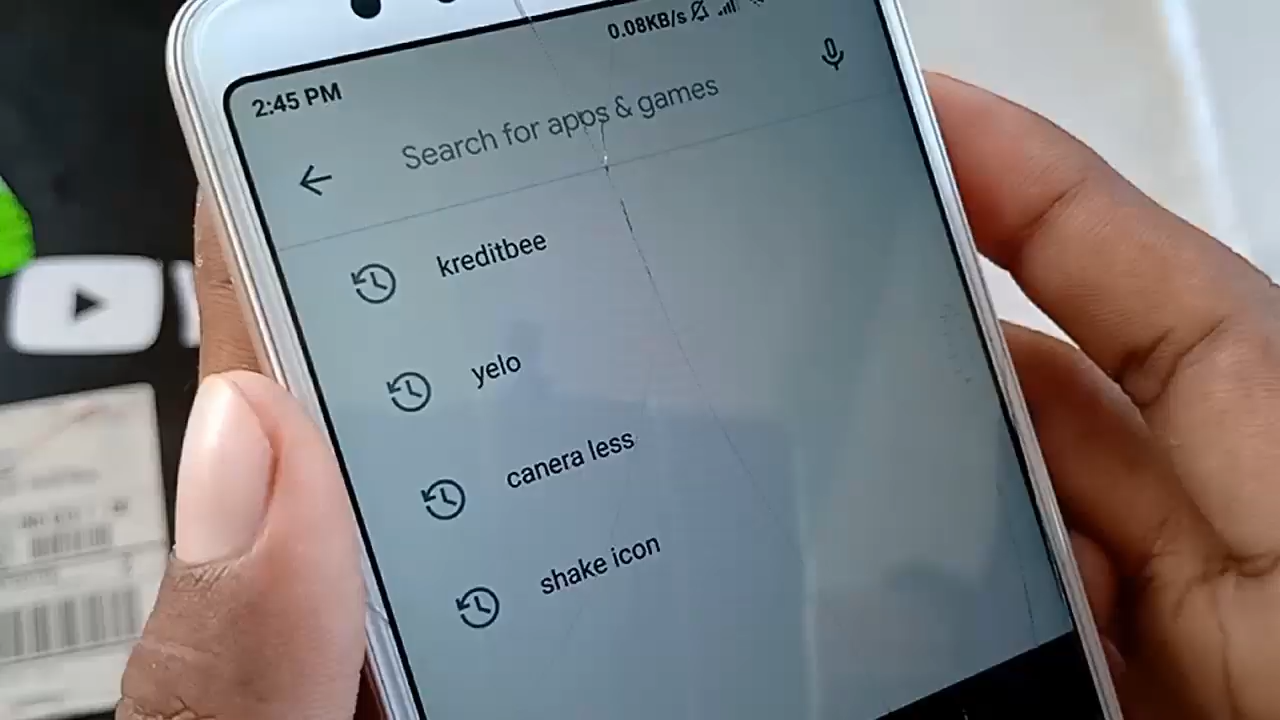 0.08KB/s
2:45 PM
Search for apps & games
kreditbee
yelo
canera less
shake icon